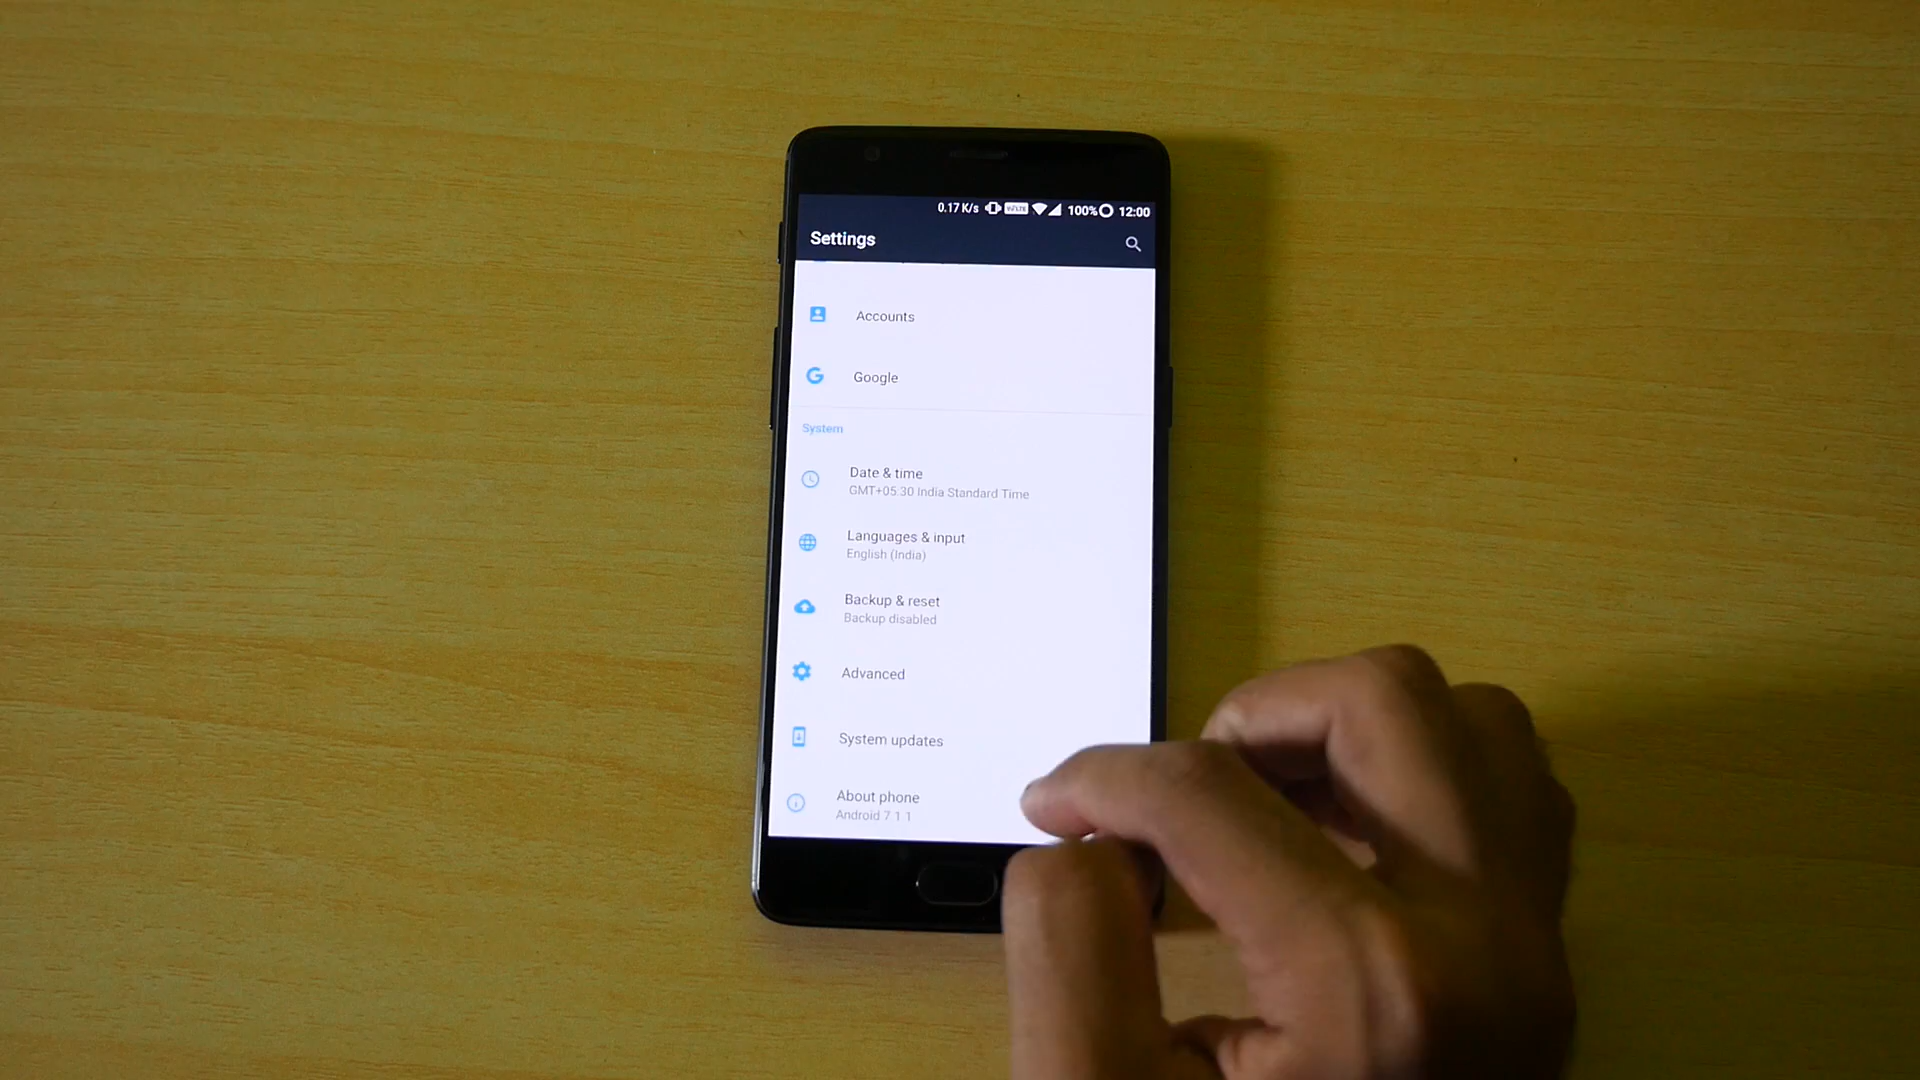 0.17 K/s VoLTE 100% 12:00
Settings
Accounts
Google
System
Date & time
GMT+05.30 India Standard Time
Languages & input
English (India)
Backup & reset
Backup disabled
Advanced
System updates
About phone
Android 7 1 1